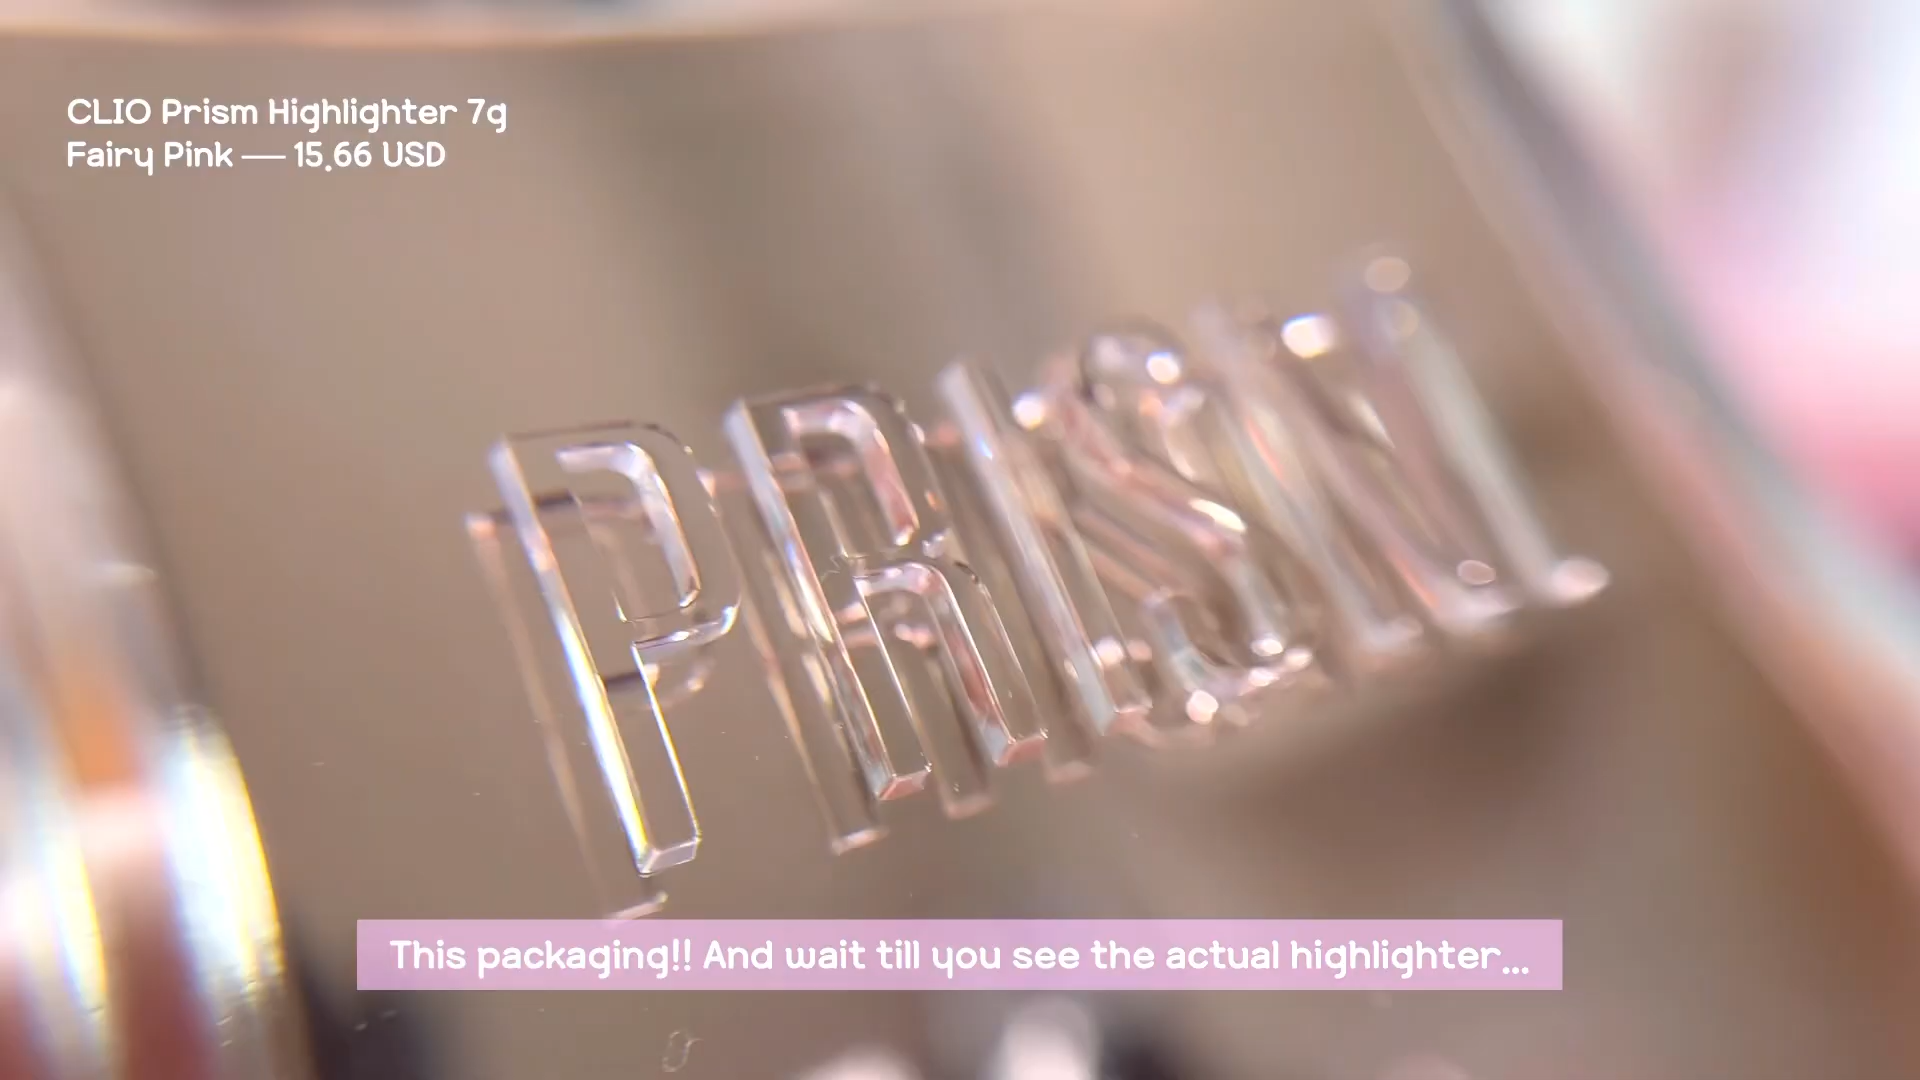 CLIO Prism Highlighter 7g
Fairy Pink — 15.66 USD
PRISM
This packaging!! And wait till you see the actual highlighter...